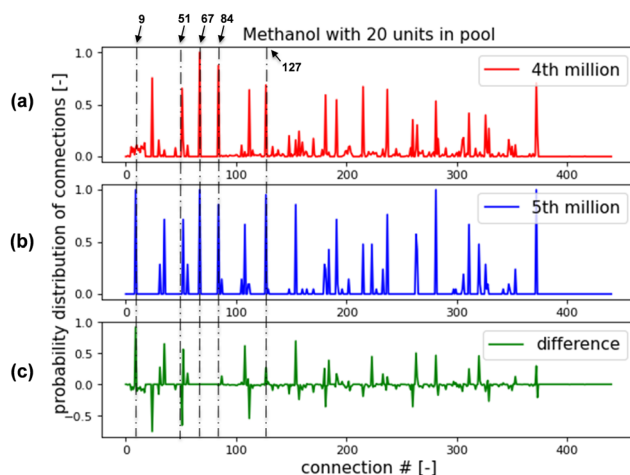 9 51 67 84
Methanol with 20 units in pool
127
(a)
1.0
0.5
0.0
4th million
0 100 200 300 400
(b)
1.0
0.5
0.0
5th million
0 100 200 300 400
(c)
1.0
0.5
0.0
−0.5
difference
0 100 200 300 400
probability distribution of connections [-]
connection # [-]